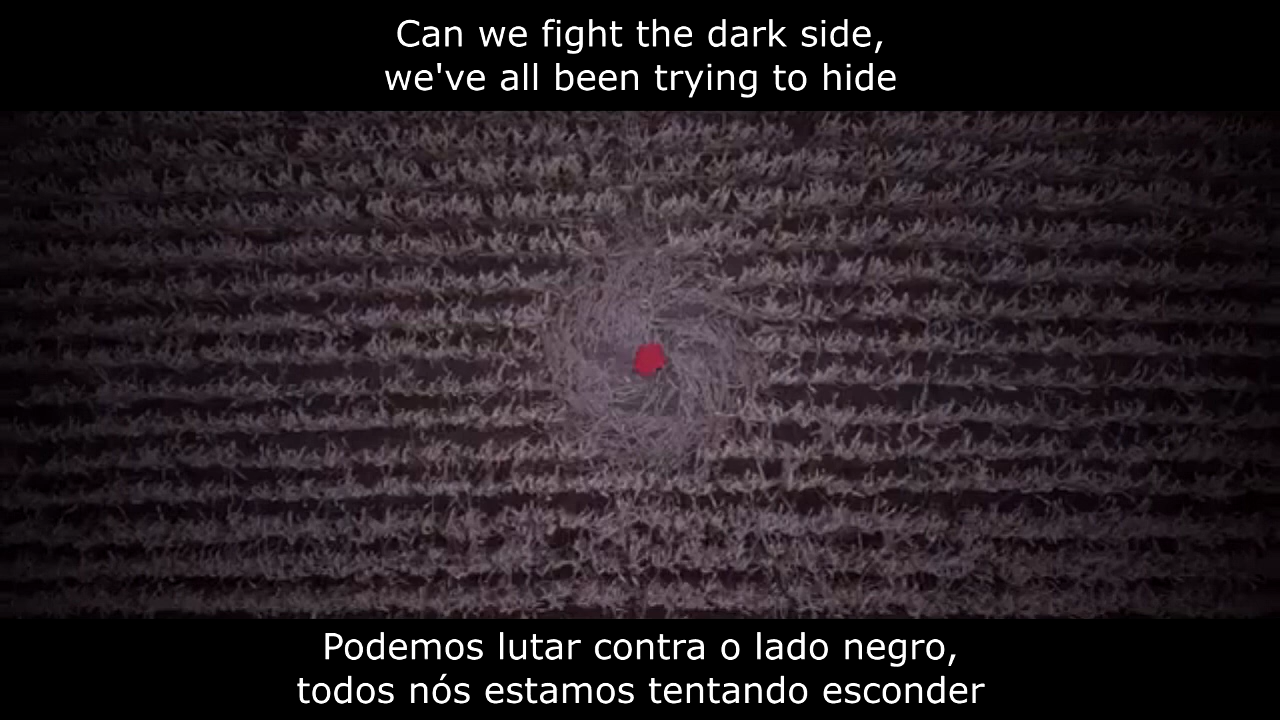 Can we fight the dark side,
we've all been trying to hide
Podemos lutar contra o lado negro,
todos nós estamos tentando esconder